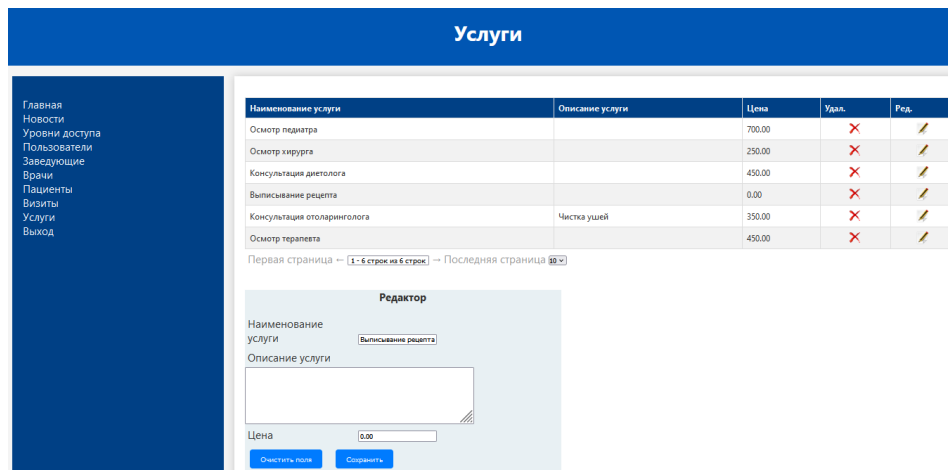 Услуги
Главная
Новости
Уровни доступа
Пользователи
Заведующие
Врачи
Пациенты
Визиты
Услуги
Выход
Наименование услуги Описание услуги Цена Удал. Ред.
Осмотр педиатра 700.00
Осмотр хирурга 250.00
Консультация диетолога 450.00
Выписывание рецепта 0.00
Консультация отоларинголога Чистка ушей 350.00
Осмотр терапевта 450.00
Первая страница ← 1 - 6 строк из 6 строк → Последняя страница 10
Редактор
Наименование
услуги Выписывание рецепта
Описание услуги
Цена 0.00
Очистить поля Сохранить